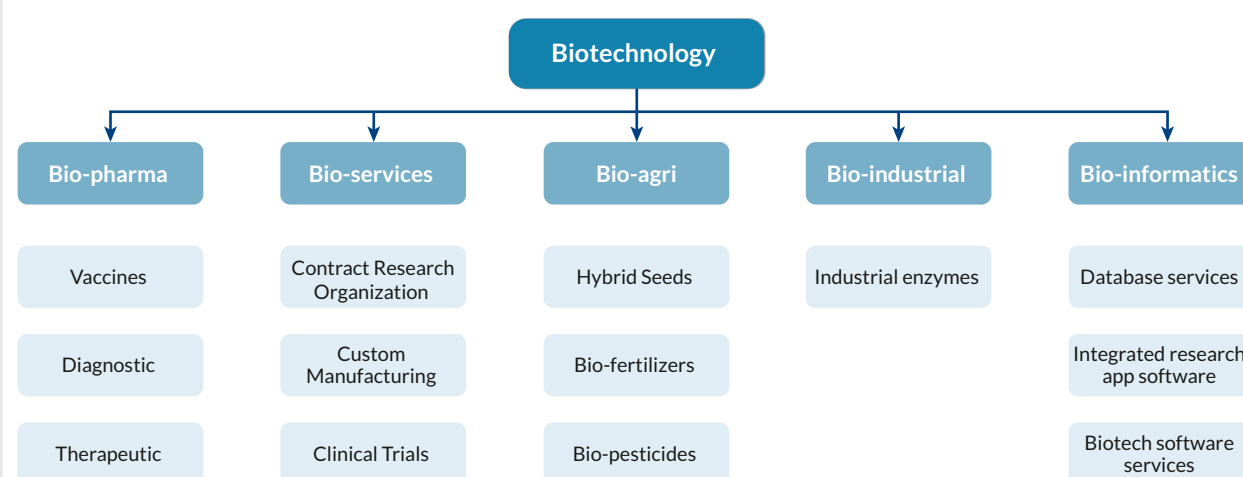 Biotechnology
Bio-pharma
Bio-services
Bio-agri
Bio-industrial
Bio-informatics
Vaccines
Contract Research
Organization
Hybrid Seeds
Industrial enzymes
Database services
Diagnostic
Custom
Manufacturing
Bio-fertilizers
Integrated research
app software
Therapeutic
Clinical Trials
Bio-pesticides
Biotech software
services